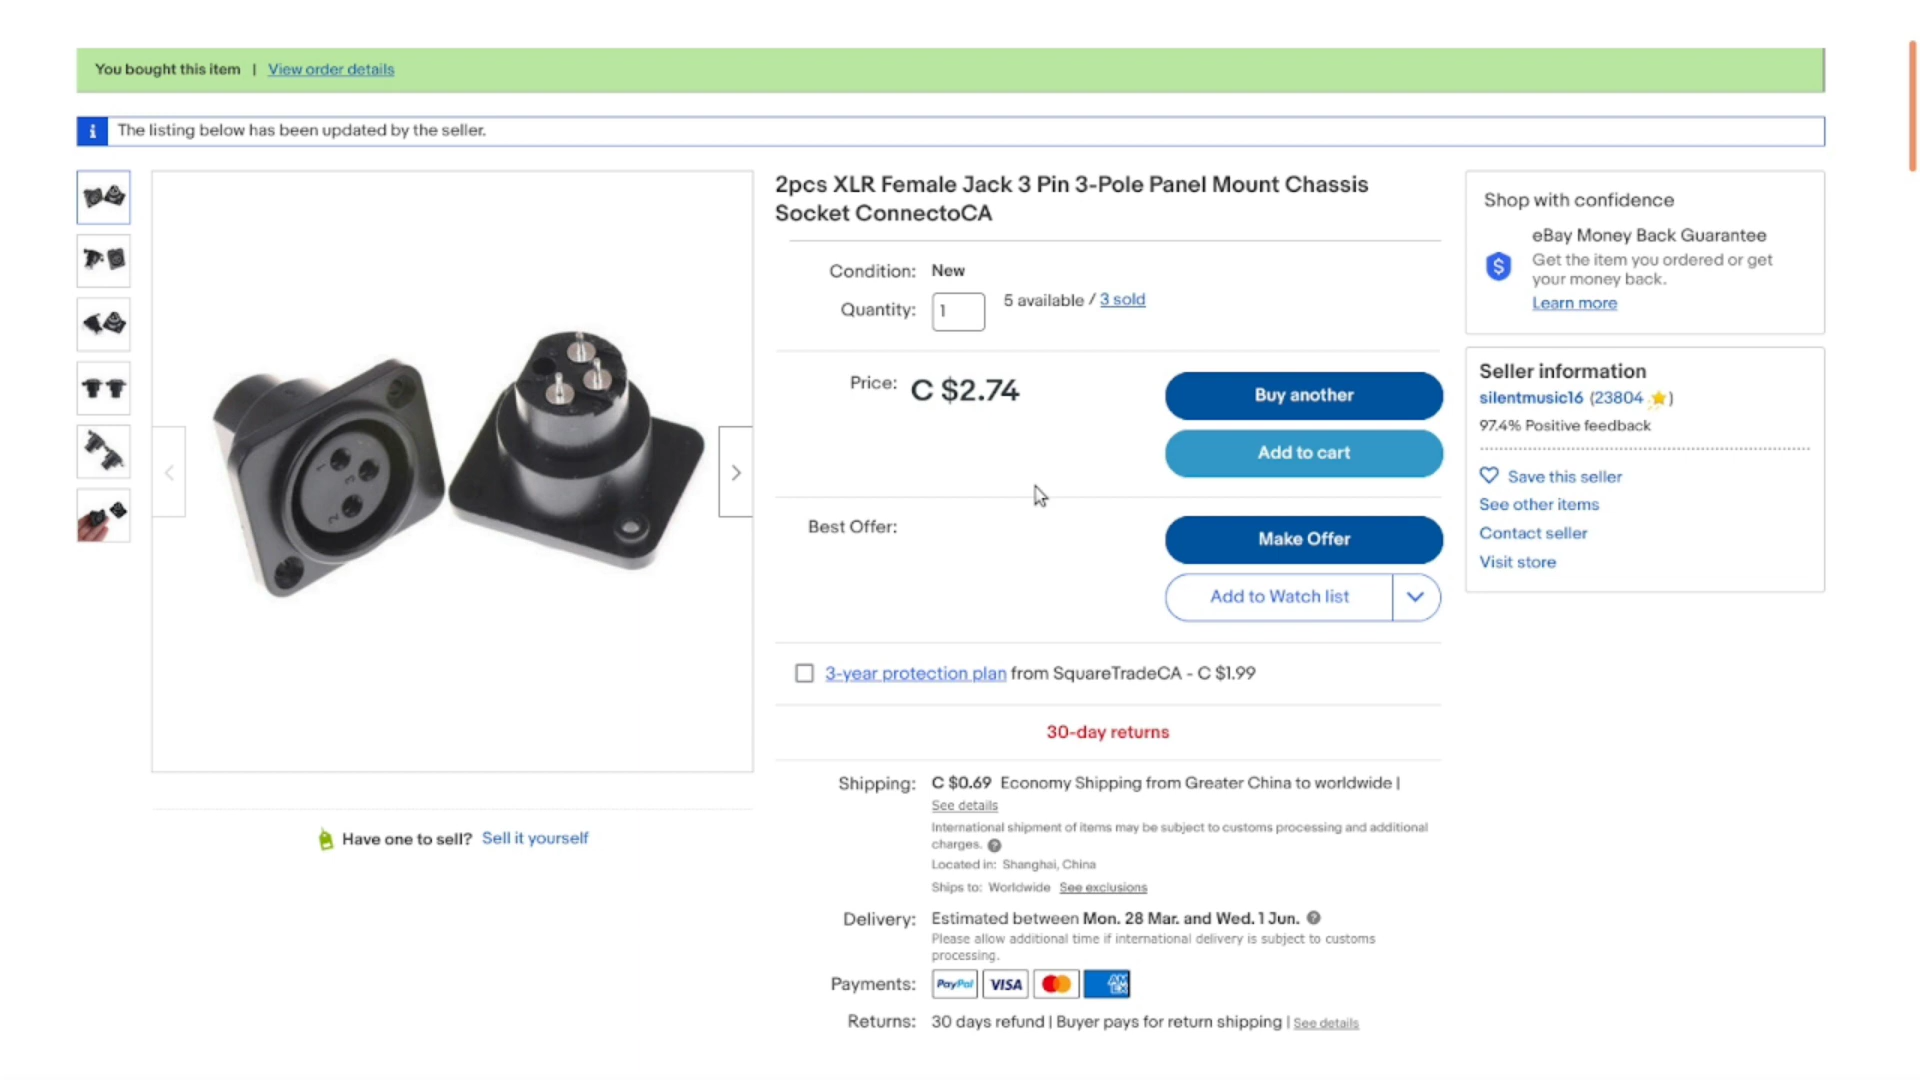 You bought this item | View order details
i The listing below has been updated by the seller.
2pcs XLR Female Jack 3 Pin 3-Pole Panel Mount Chassis
Socket ConnectoCA
Condition: New
Quantity: 1 5 available / 3 sold
Price: C $2.74
Buy another
Add to cart
Best Offer:
Make Offer
Add to Watch list
3-year protection plan from SquareTradeCA - C $1.99
30-day returns
Shipping: C $0.69 Economy Shipping from Greater China to worldwide |
See details
International shipment of items may be subject to customs processing and additional
charges. ?
Located in: Shanghai, China
Ships to: Worldwide See exclusions
Delivery: Estimated between Mon. 28 Mar. and Wed. 1 Jun. ?
Please allow additional time if international delivery is subject to customs
processing.
Payments: PayPal VISA AM EX
Returns: 30 days refund | Buyer pays for return shipping | See details
Have one to sell? Sell it yourself
Shop with confidence
eBay Money Back Guarantee
$ Get the item you ordered or get
your money back.
Learn more
Seller information
silentmusic16 (23804 )
97.4% Positive feedback
Save this seller
See other items
Contact seller
Visit store
1
3
2